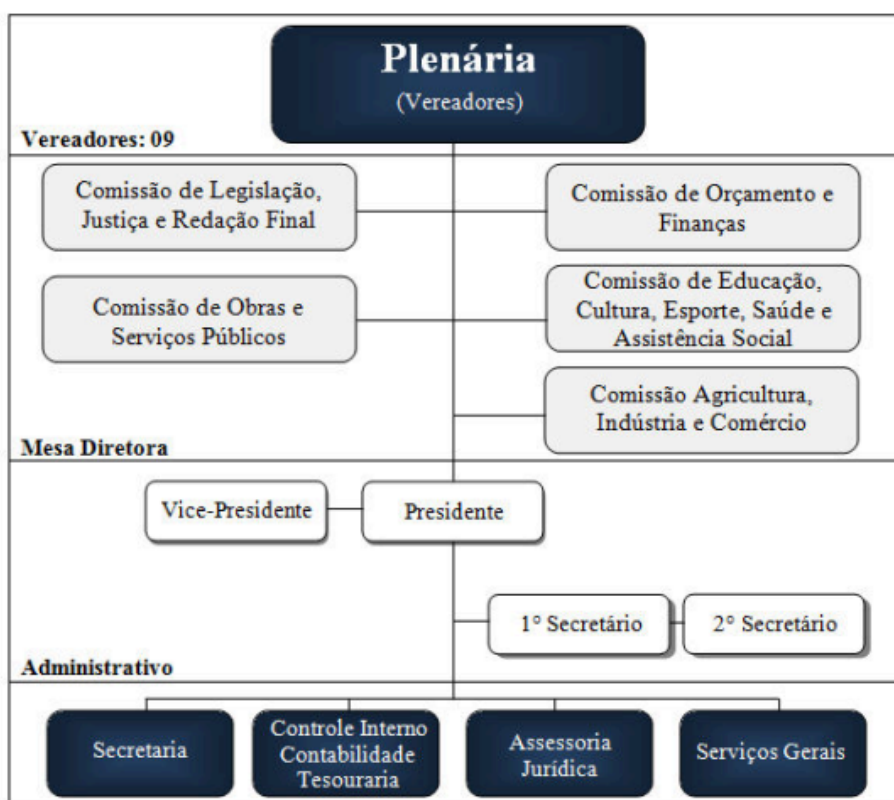 Plenária
(Vereadores)
Vereadores: 09
Comissão de Legislação,
Justiça e Redação Final
Comissão de Orçamento e
Finanças
Comissão de Obras e
Serviços Públicos
Comissão de Educação,
Cultura, Esporte, Saúde e
Assistência Social
Comissão Agricultura,
Indústria e Comércio
Mesa Diretora
Vice-Presidente
Presidente
1° Secretário
2° Secretário
Administrativo
Secretaria
Controle Interno
Contabilidade
Tesouraria
Assessoria
Jurídica
Serviços Gerais